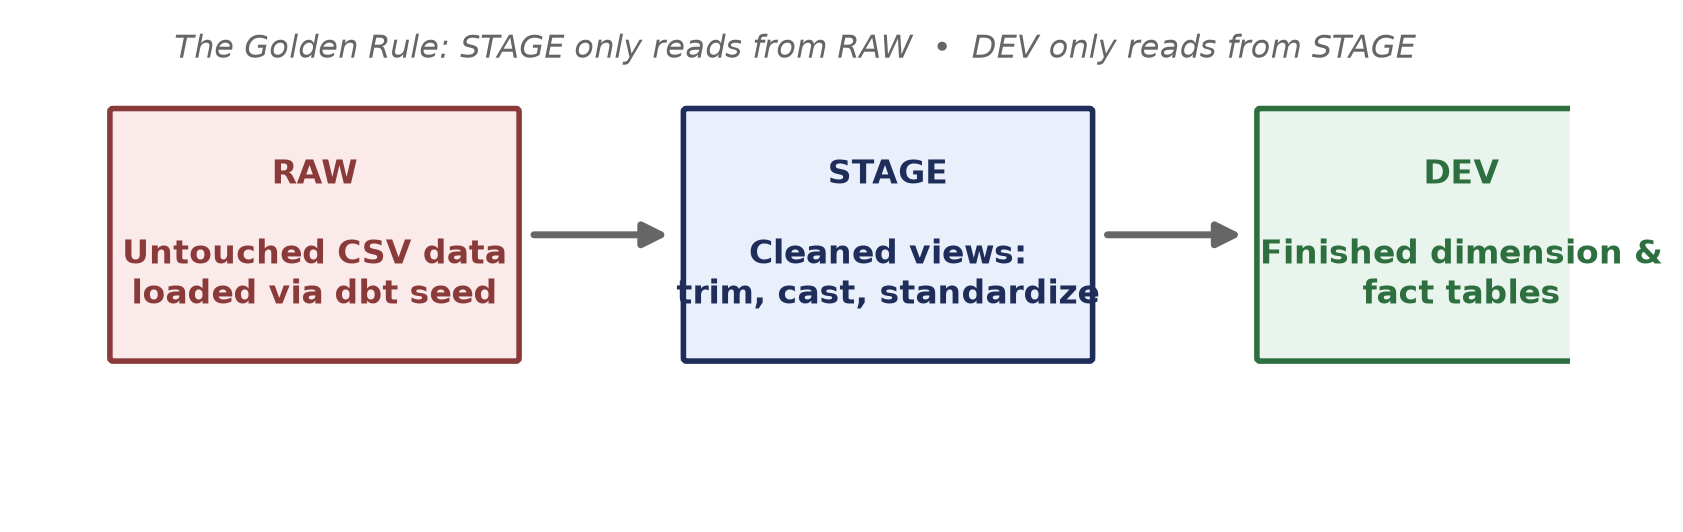 The Golden Rule: STAGE only reads from RAW • DEV only reads from STAGE
RAW
Untouched CSV data
loaded via dbt seed
STAGE
Cleaned views:
trim, cast, standardize
DEV
Finished dimension &
fact tables